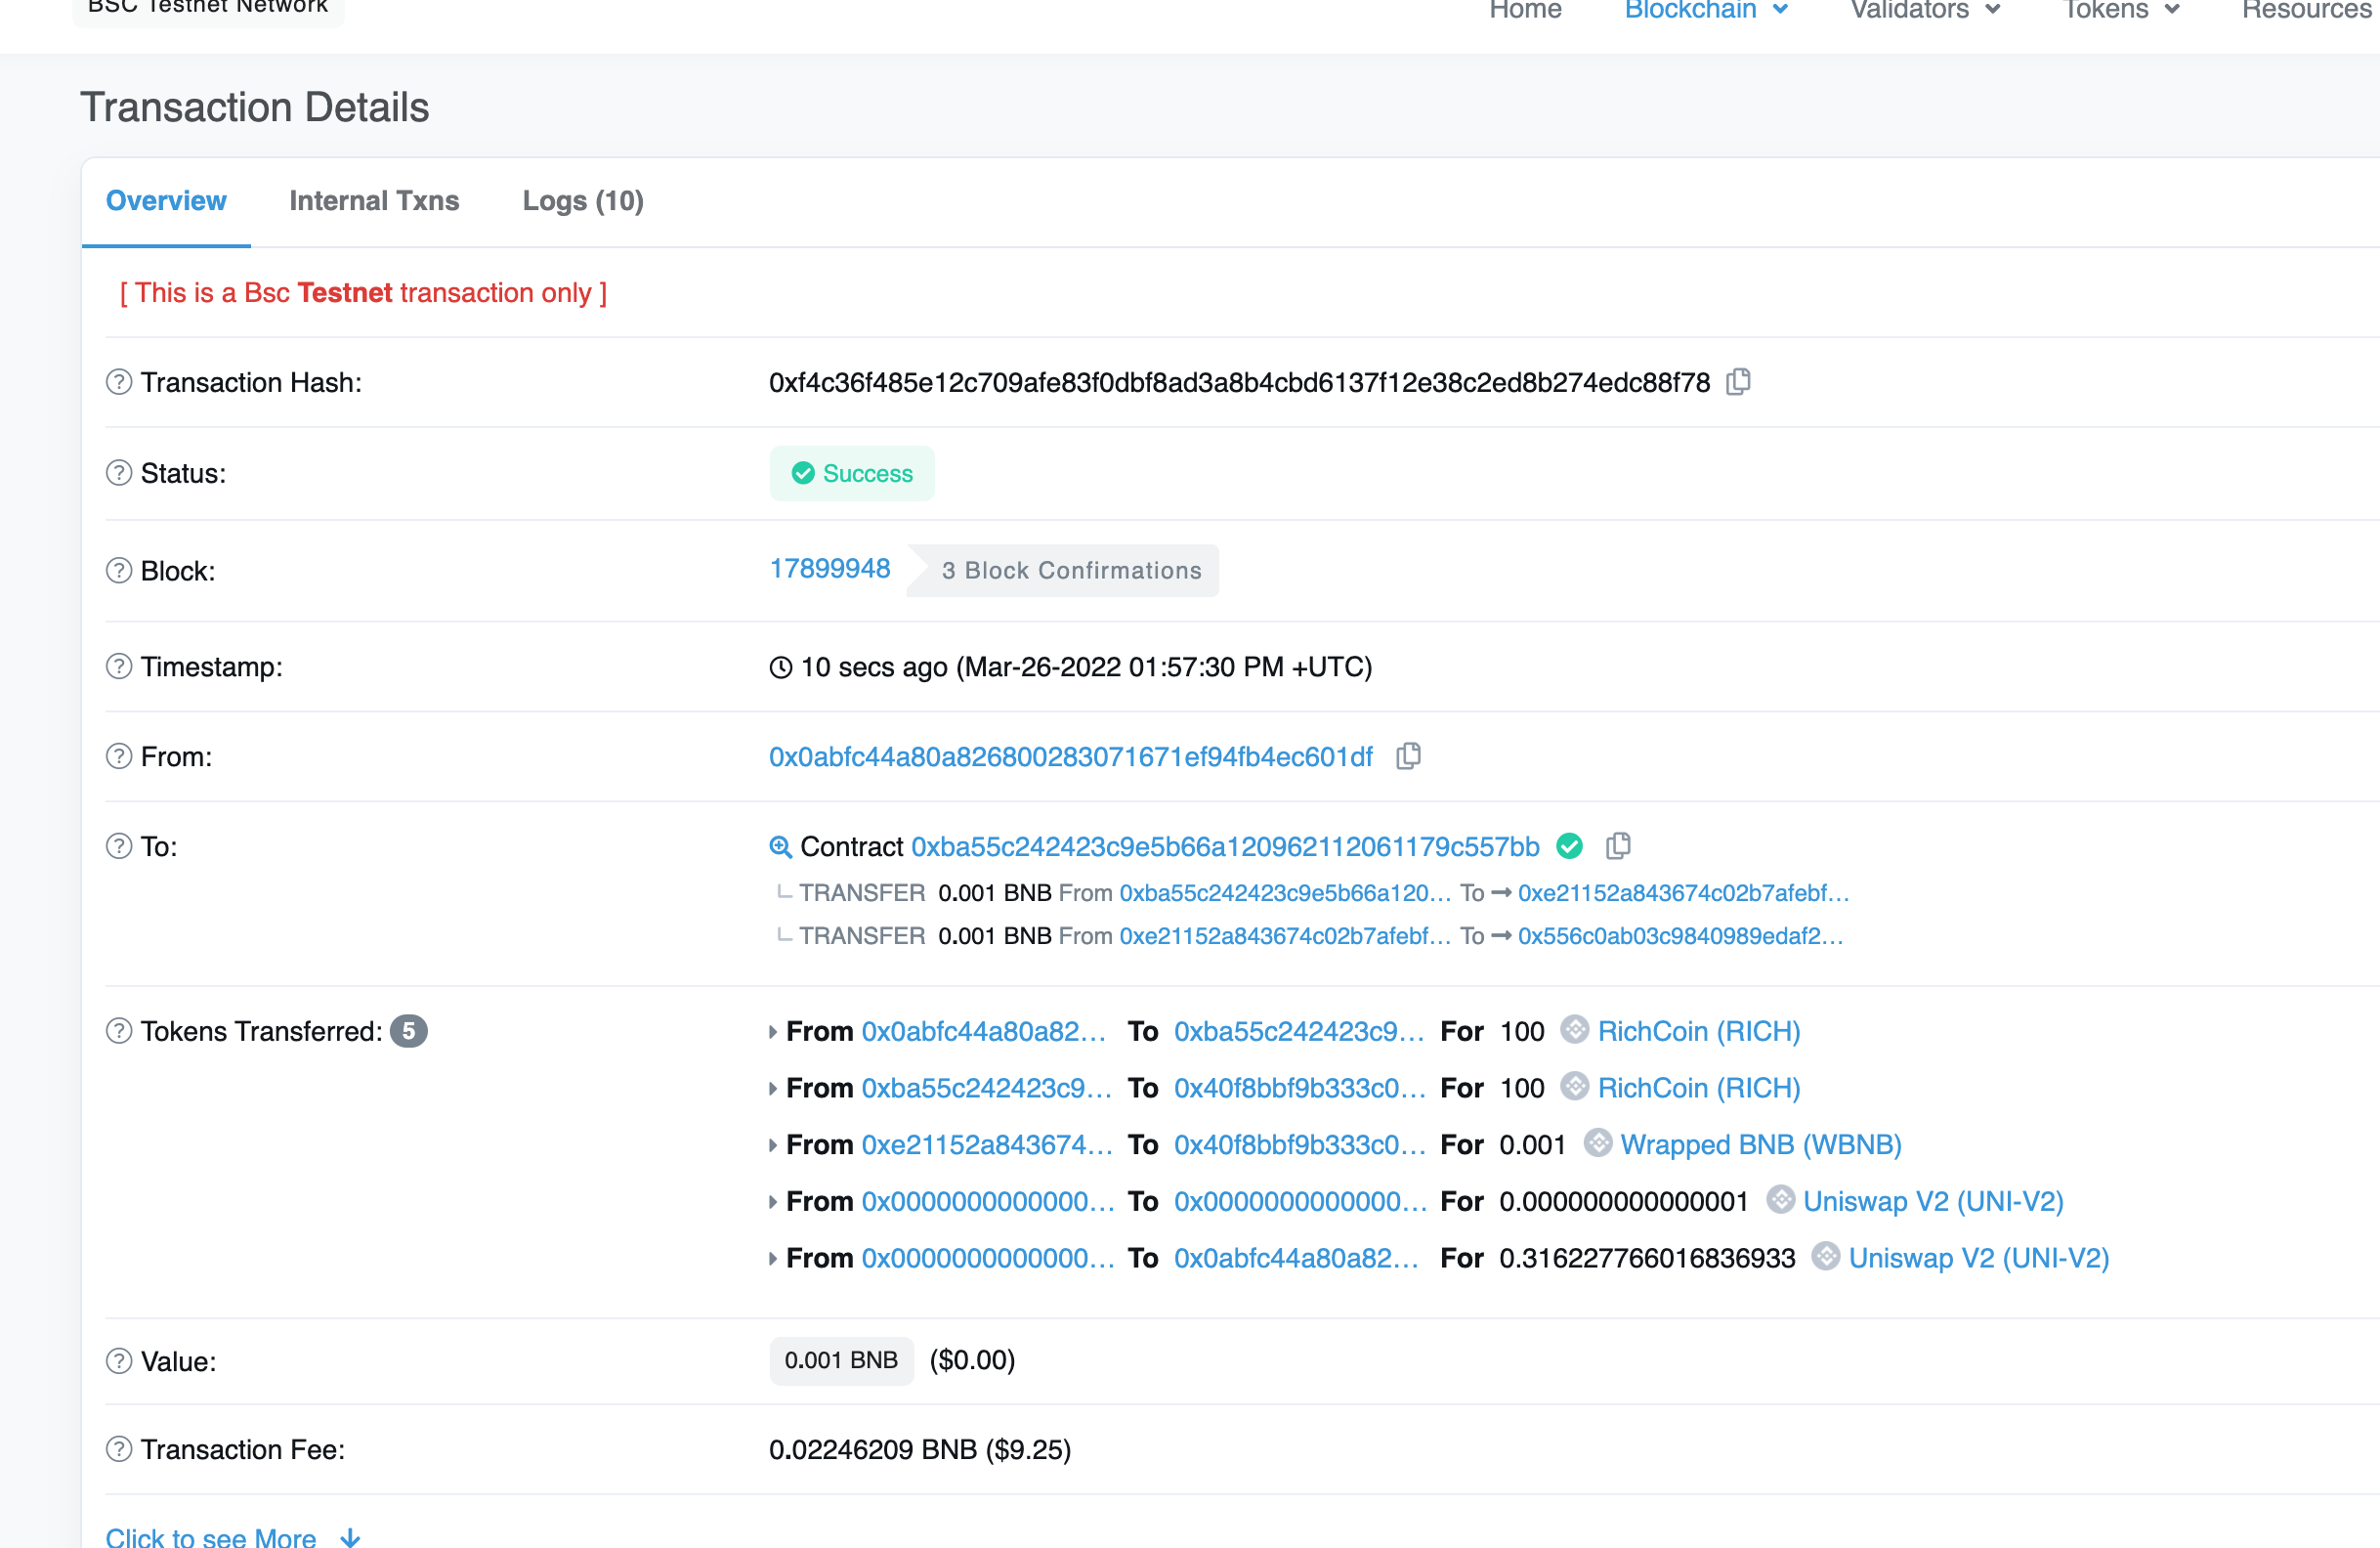 BSC Testnet Network
Home Blockchain Validators Tokens Resources
Transaction Details
Overview Internal Txns Logs (10)
[ This is a Bsc Testnet transaction only ]
Transaction Hash: 0xf4c36f485e12c709afe83f0dbf8ad3a8b4cbd6137f12e38c2ed8b274edc88f78
Status: Success
Block: 17899948 3 Block Confirmations
Timestamp: 10 secs ago (Mar-26-2022 01:57:30 PM +UTC)
From: 0x0abfc44a80a826800283071671ef94fb4ec601df
To: Contract 0xba55c242423c9e5b66a120962112061179c557bb
TRANSFER 0.001 BNB From 0xba55c242423c9e5b66a120... To → 0xe21152a843674c02b7afebf...
TRANSFER 0.001 BNB From 0xe21152a843674c02b7afebf... To → 0x556c0ab03c9840989edaf2...
Tokens Transferred: 5
From 0x0abfc44a80a82... To 0xba55c242423c9... For 100 RichCoin (RICH)
From 0xba55c242423c9... To 0x40f8bbf9b333c0... For 100 RichCoin (RICH)
From 0xe21152a843674... To 0x40f8bbf9b333c0... For 0.001 Wrapped BNB (WBNB)
From 0x0000000000000... To 0x0000000000000... For 0.000000000000001 Uniswap V2 (UNI-V2)
From 0x0000000000000... To 0x0abfc44a80a82... For 0.316227766016836933 Uniswap V2 (UNI-V2)
Value: 0.001 BNB ($0.00)
Transaction Fee: 0.02246209 BNB ($9.25)
Click to see More